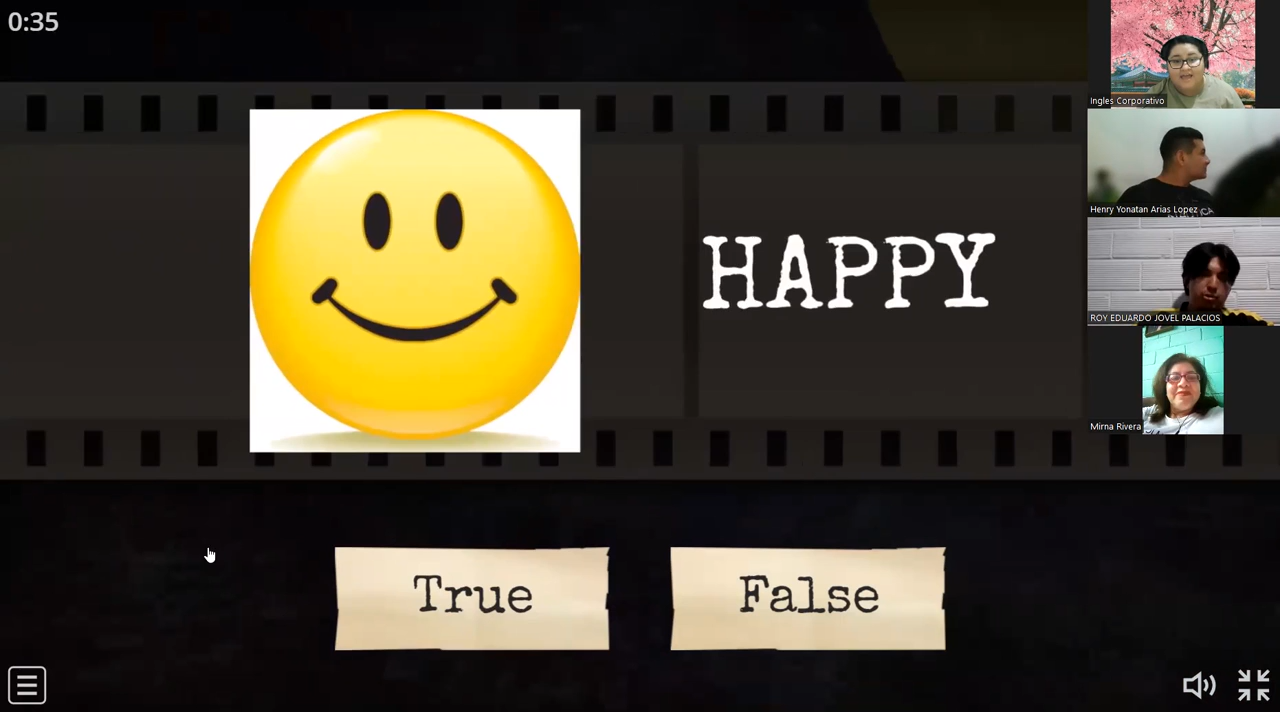 0:35
HAPPY
True
False
Ingles Corporativo
Henry Yonatan Arias Lopez
ROY EDUARDO JOVEL PALACIOS
Mirna Rivera